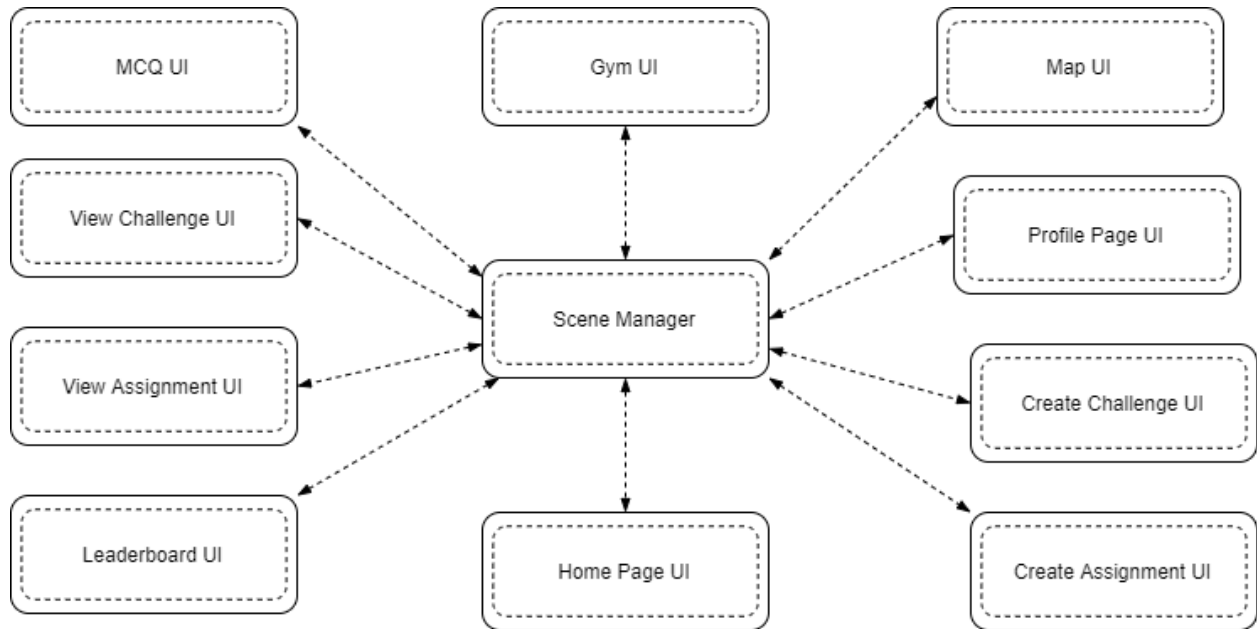 MCQ UI
Gym UI
Map UI
View Challenge UI
Profile Page UI
Scene Manager
View Assignment UI
Create Challenge UI
Leaderboard UI
Home Page UI
Create Assignment UI